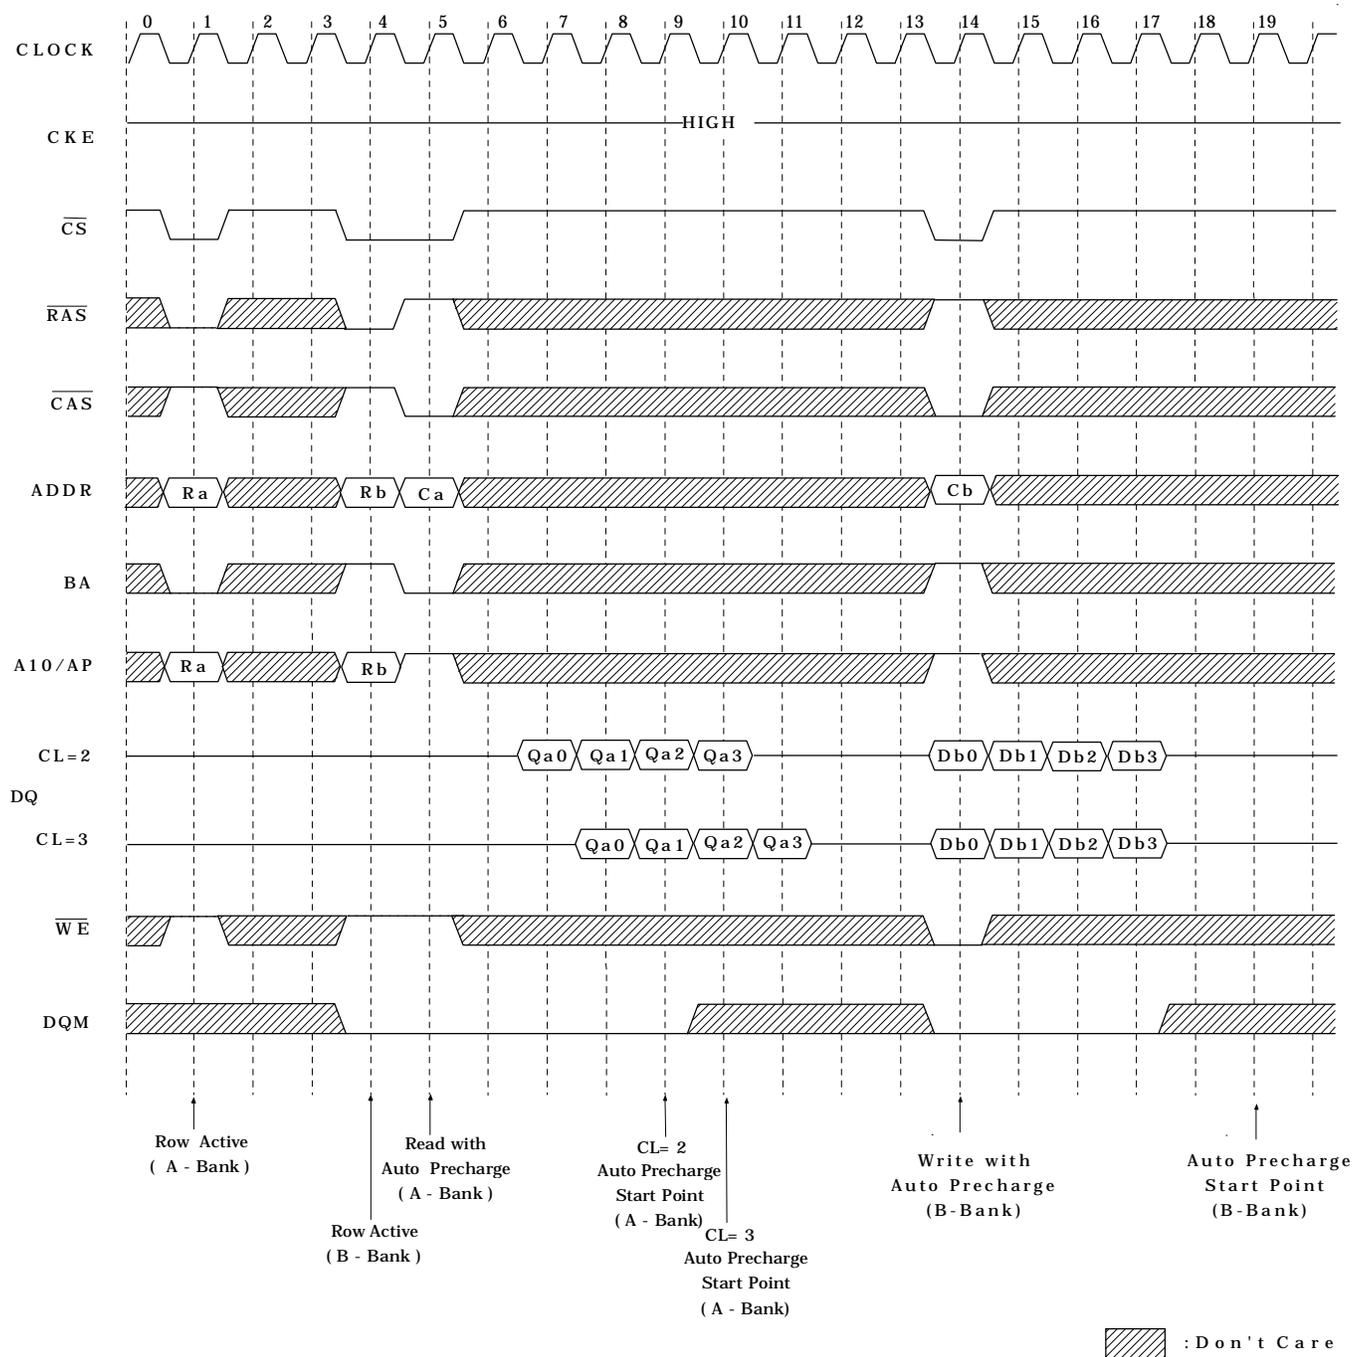 0 1 2 3 4 5 6 7 8 9 10 11 12 13 14 15 16 17 18 19
CLOCK
HIGH
CKE
CS
RAS
CAS
ADDR Ra Rb Ca Cb
BA
A10/AP Ra Rb
CL=2 Qa0 Qa1 Qa2 Qa3 Db0 Db1 Db2 Db3
DQ
CL=3 Qa0 Qa1 Qa2 Qa3 Db0 Db1 Db2 Db3
WE
DQM
Row Active
( A - Bank )
Row Active
( B - Bank )
Read with
Auto Precharge
( A - Bank )
CL= 2
Auto Precharge
Start Point
( A - Bank)
CL= 3
Auto Precharge
Start Point
( A - Bank)
Write with
Auto Precharge
(B-Bank)
Auto Precharge
Start Point
(B-Bank)
:Don't Care